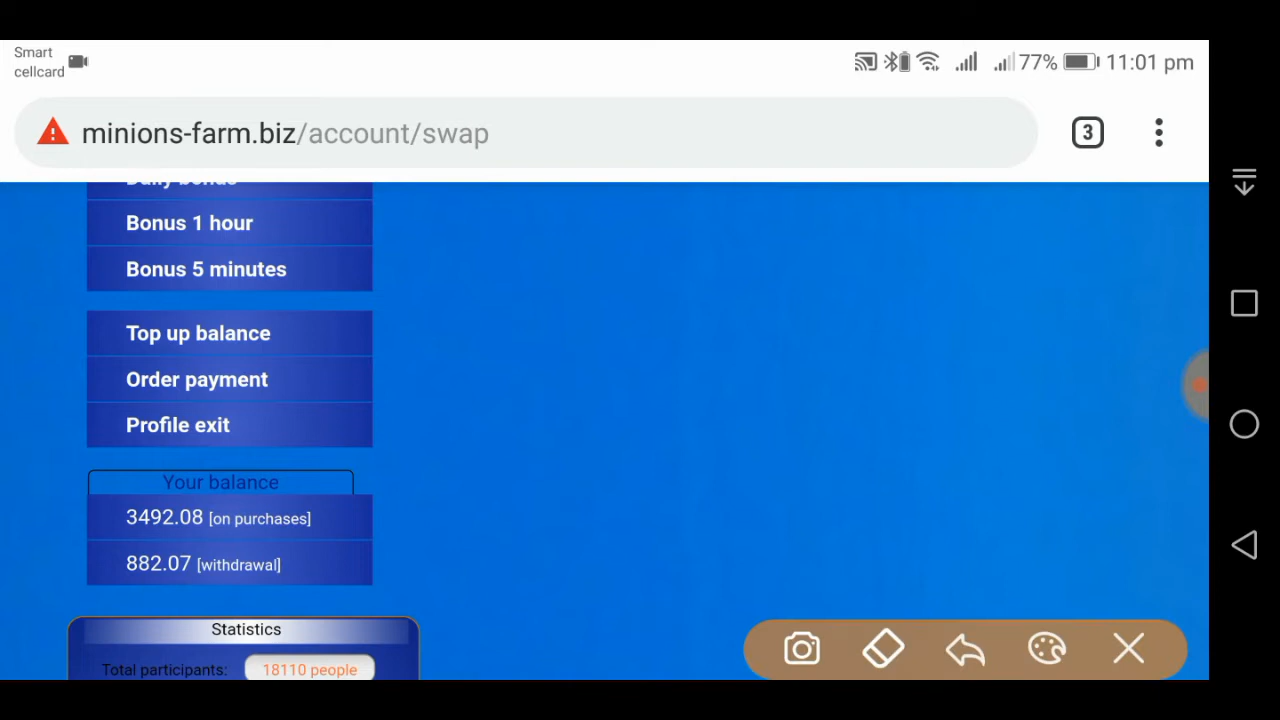 Smart
cellcard
77% 11:01 pm
minions-farm.biz/account/swap
3
Daily bonus
Bonus 1 hour
Bonus 5 minutes
Top up balance
Order payment
Profile exit
Your balance
3492.08 [on purchases]
882.07 [withdrawal]
Statistics
Total participants: 18110 people